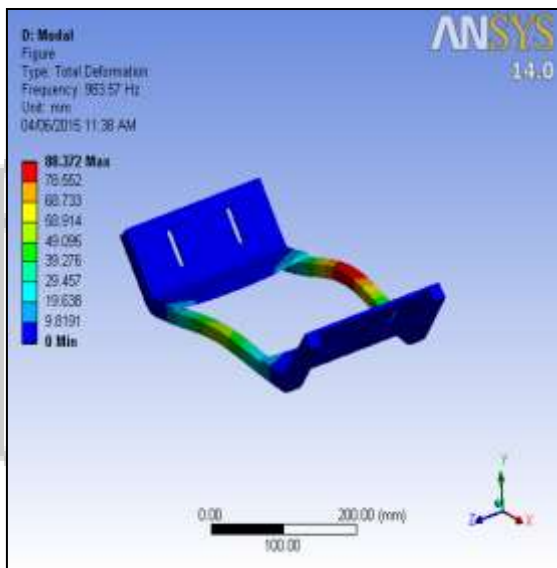 D: Modal
Figure
Type: Total Deformation
Frequency: 983.57 Hz
Unit: mm
04/06/2015 11:38 AM
ANSYS
14.0
88.372 Max
78.552
68.733
58.914
49.095
39.276
29.457
19.638
9.8191
0 Min
0.00
200.00 (mm)
100.00
Y
Z
X